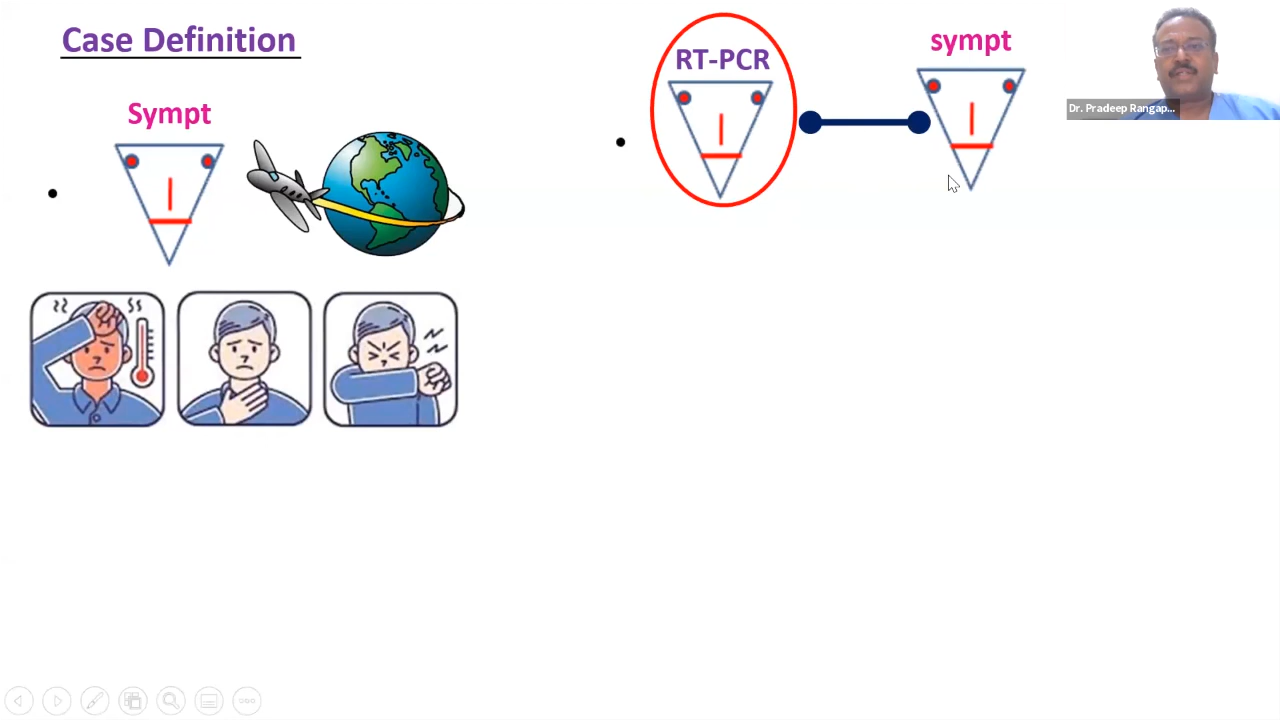 Case Definition
Sympt
RT-PCR
sympt
Dr. Pradeep Rangap...